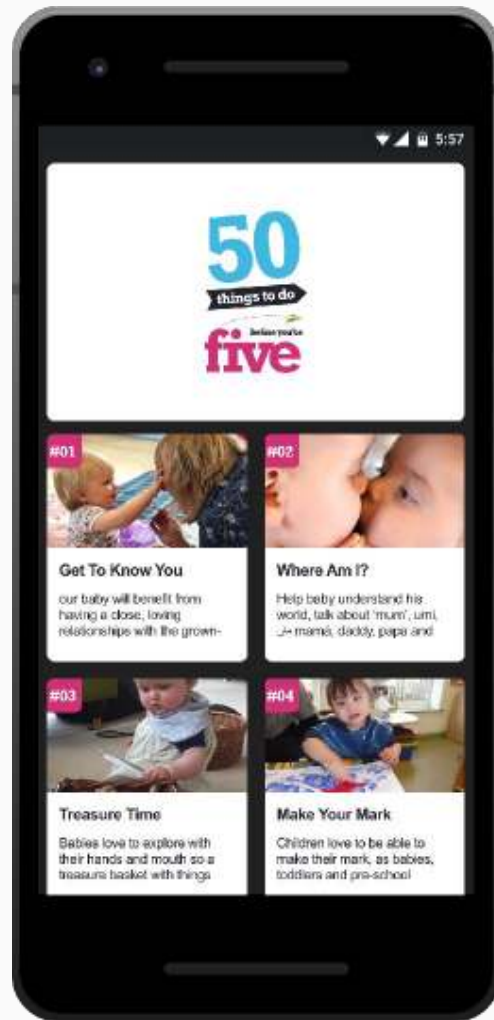 5:57
50
things to do
before you're
five
#01
Get To Know You
our baby will benefit from
having a close, loving
relationships with the grown-
#02
Where Am I?
Help baby understand his
world, talk about 'mum', umi,
mamá, daddy, papa and
#03
Treasure Time
Babies love to explore with
their hands and mouth so a
treasure basket with things
#04
Make Your Mark
Children love to be able to
make their mark, as babies,
toddlers and pre-school